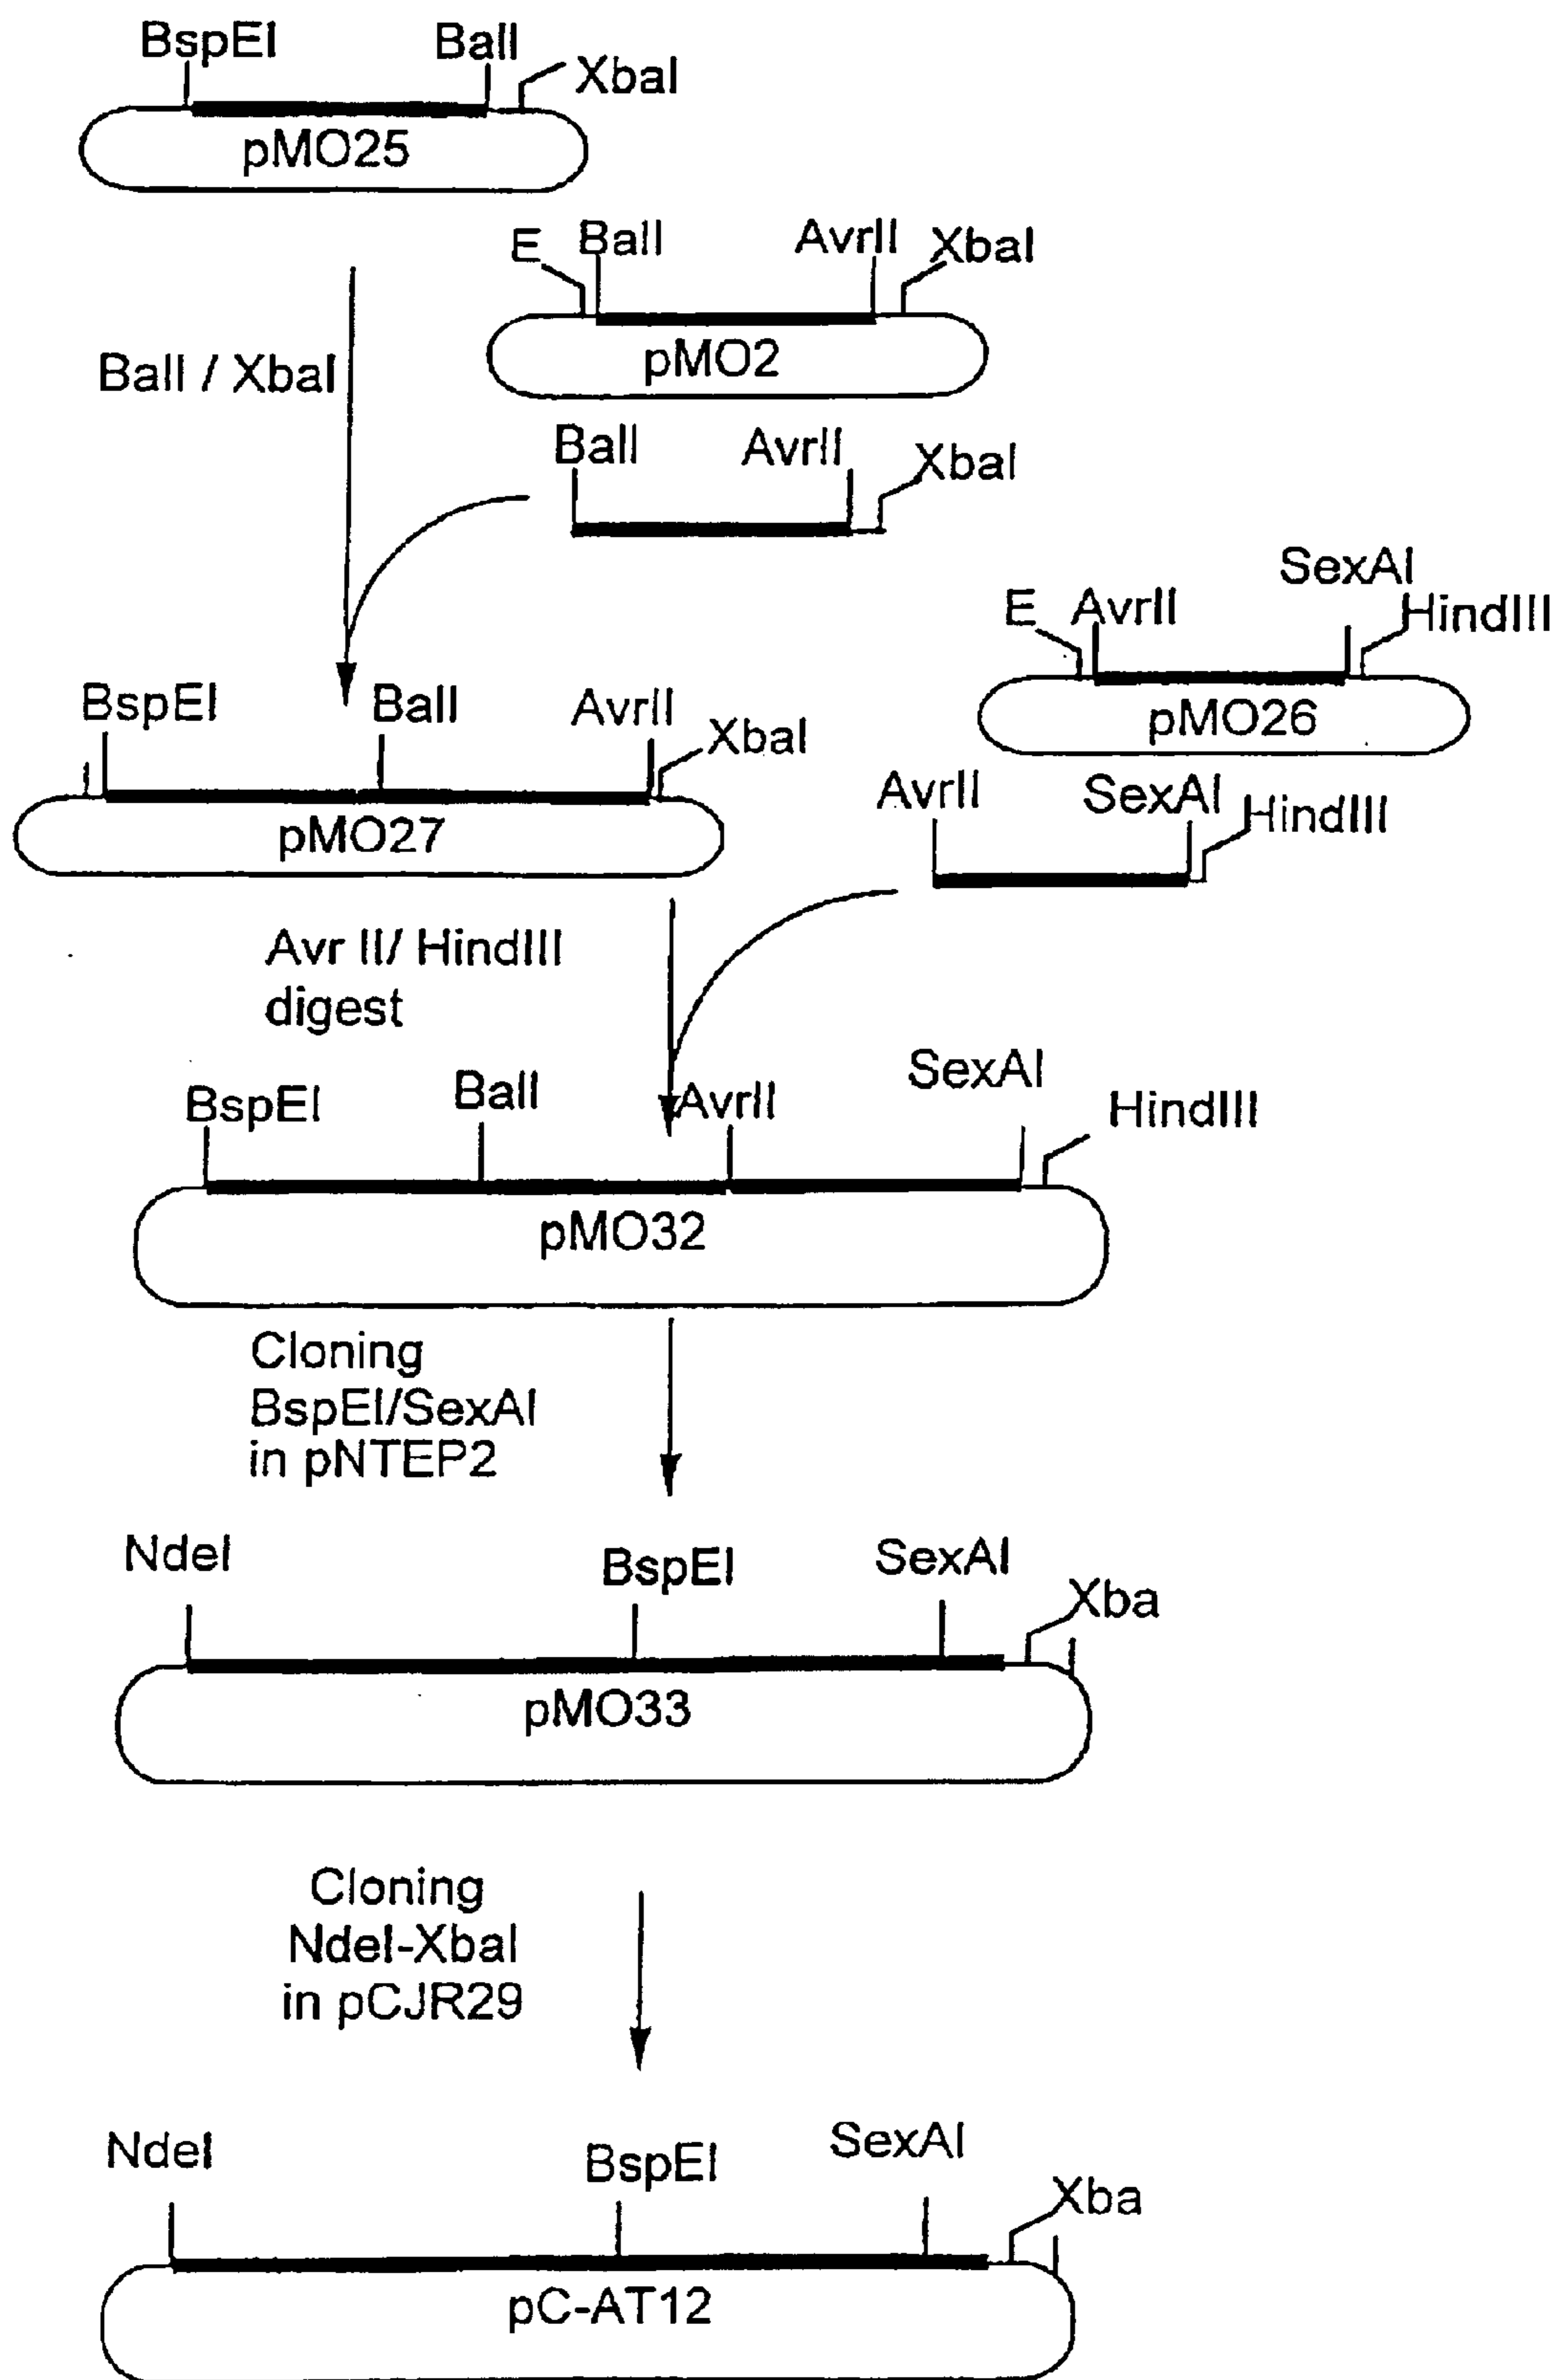 BspEI
BalI
XbaI
pMO25
E
BalI
AvrII
XbaI
pMO2
BalI / XbaI
BalI
AvrII
XbaI
SexAI
E
AvrII
HindIII
pMO26
BspEI
BalI
AvrII
XbaI
pMO27
AvrII
SexAI
HindIII
Avr II/ HindIII
digest
BspEI
BalI
AvrII
SexAI
HindIII
pMO32
Cloning
BspEI/SexAI
in pNTEP2
NdeI
BspEI
SexAI
Xba
pMO33
Cloning
NdeI-XbaI
in pCJR29
NdeI
BspEI
SexAI
Xba
pC-AT12